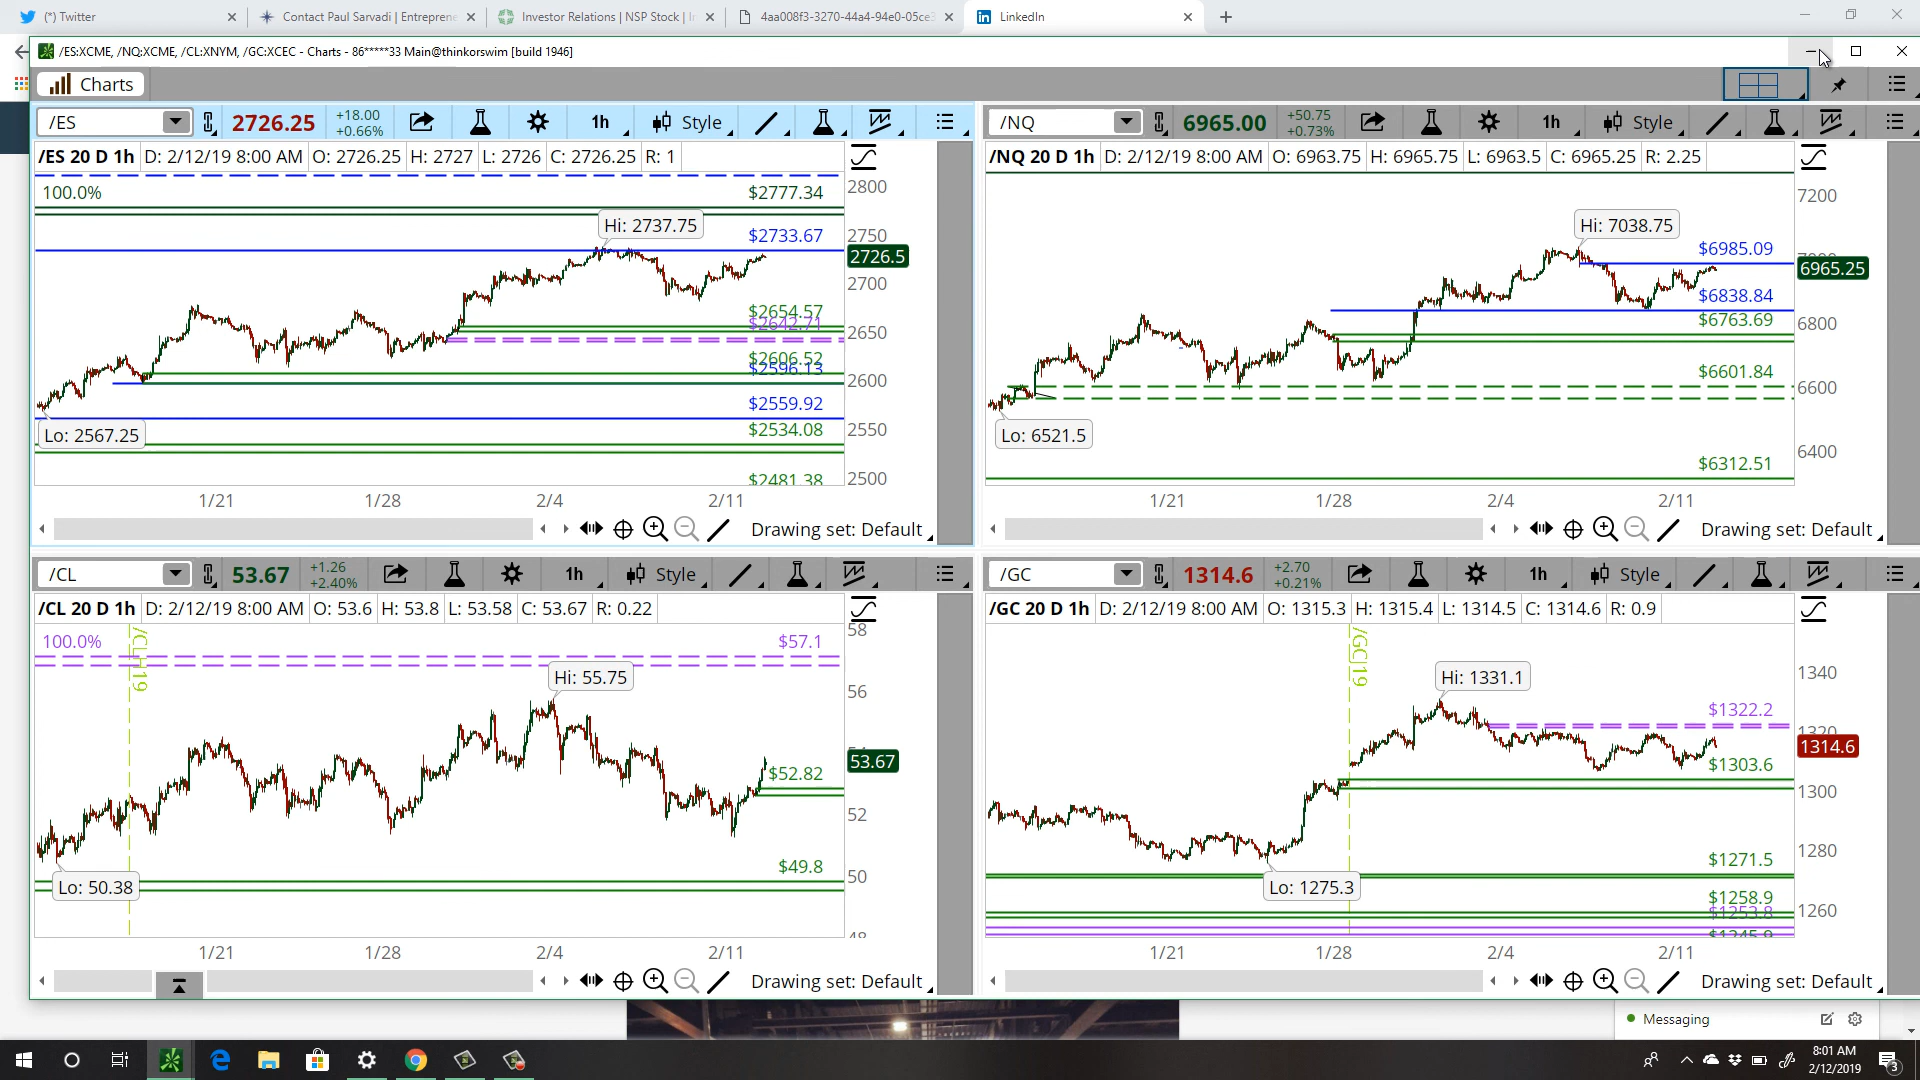 (*) Twitter
Contact Paul Sarvadi | Entreprene
Investor Relations | NSP Stock | I
4aa008f3-3270-44a4-94e0-05ce
LinkedIn
/ES:XCME, /NQ:XCME, /CL:XNYM, /GC:XCEC - Charts - 86*****33 Main@thinkorswim [build 1946]
Charts
/ES 2726.25 +18.00 +0.66% 1h Style
/ES 20 D 1h D: 2/12/19 8:00 AM O: 2726.25 H: 2727 L: 2726 C: 2726.25 R: 1
100.0%
$2777.34
2800
Hi: 2737.75
$2733.67
2750
2726.5
2700
$2654.57
$2642.71
2650
$2606.52
$2596.13
2600
$2559.92
Lo: 2567.25
$2534.08
2550
$2481.38
2500
1/21 1/28 2/4 2/11
Drawing set: Default
/NQ 6965.00 +50.75 +0.73% 1h Style
/NQ 20 D 1h D: 2/12/19 8:00 AM O: 6963.75 H: 6965.75 L: 6963.5 C: 6965.25 R: 2.25
7200
Hi: 7038.75
$6985.09
6965.25
$6838.84
$6763.69
6800
$6601.84
6600
Lo: 6521.5
6400
$6312.51
1/21 1/28 2/4 2/11
Drawing set: Default
/CL 53.67 +1.26 +2.40% 1h Style
/CL 20 D 1h D: 2/12/19 8:00 AM O: 53.6 H: 53.8 L: 53.58 C: 53.67 R: 0.22
100.0%
/CLH19
$57.1
58
Hi: 55.75
56
53.67
$52.82
52
$49.8
50
Lo: 50.38
48
1/21 1/28 2/4 2/11
Drawing set: Default
/GC 1314.6 +2.70 +0.21% 1h Style
/GC 20 D 1h D: 2/12/19 8:00 AM O: 1315.3 H: 1315.4 L: 1314.5 C: 1314.6 R: 0.9
/GCJ19
Hi: 1331.1
1340
$1322.2
1320
1314.6
$1303.6
1300
$1271.5
1280
Lo: 1275.3
$1258.9
$1253.8
1260
$1245.9
1/21 1/28 2/4 2/11
Drawing set: Default
Messaging
8:01 AM
2/12/2019
3